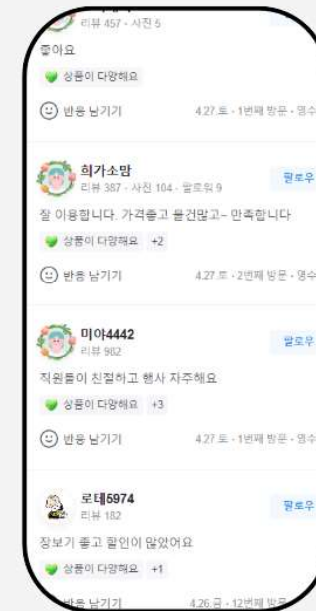 리뷰 457 · 사진 5
좋아요
💚 상품이 다양해요
반응 남기기 4.27.토 · 1번째 방문 · 영수
희가소맘
리뷰 387 · 사진 104 · 팔로워 9
팔로우
잘 이용합니다. 가격좋고 물건많고~ 만족합니다
💚 상품이 다양해요 +2
반응 남기기 4.27.토 · 2번째 방문 · 영수
미야4442
리뷰 982
팔로우
직원들이 친절하고 행사 자주해요
💚 상품이 다양해요 +3
반응 남기기 4.27.토 · 1번째 방문 · 영수
로테5974
리뷰 182
팔로우
장보기 좋고 할인이 많았어요
💚 상품이 다양해요 +1
반응 남기기 4.26.금 · 12번째 방문